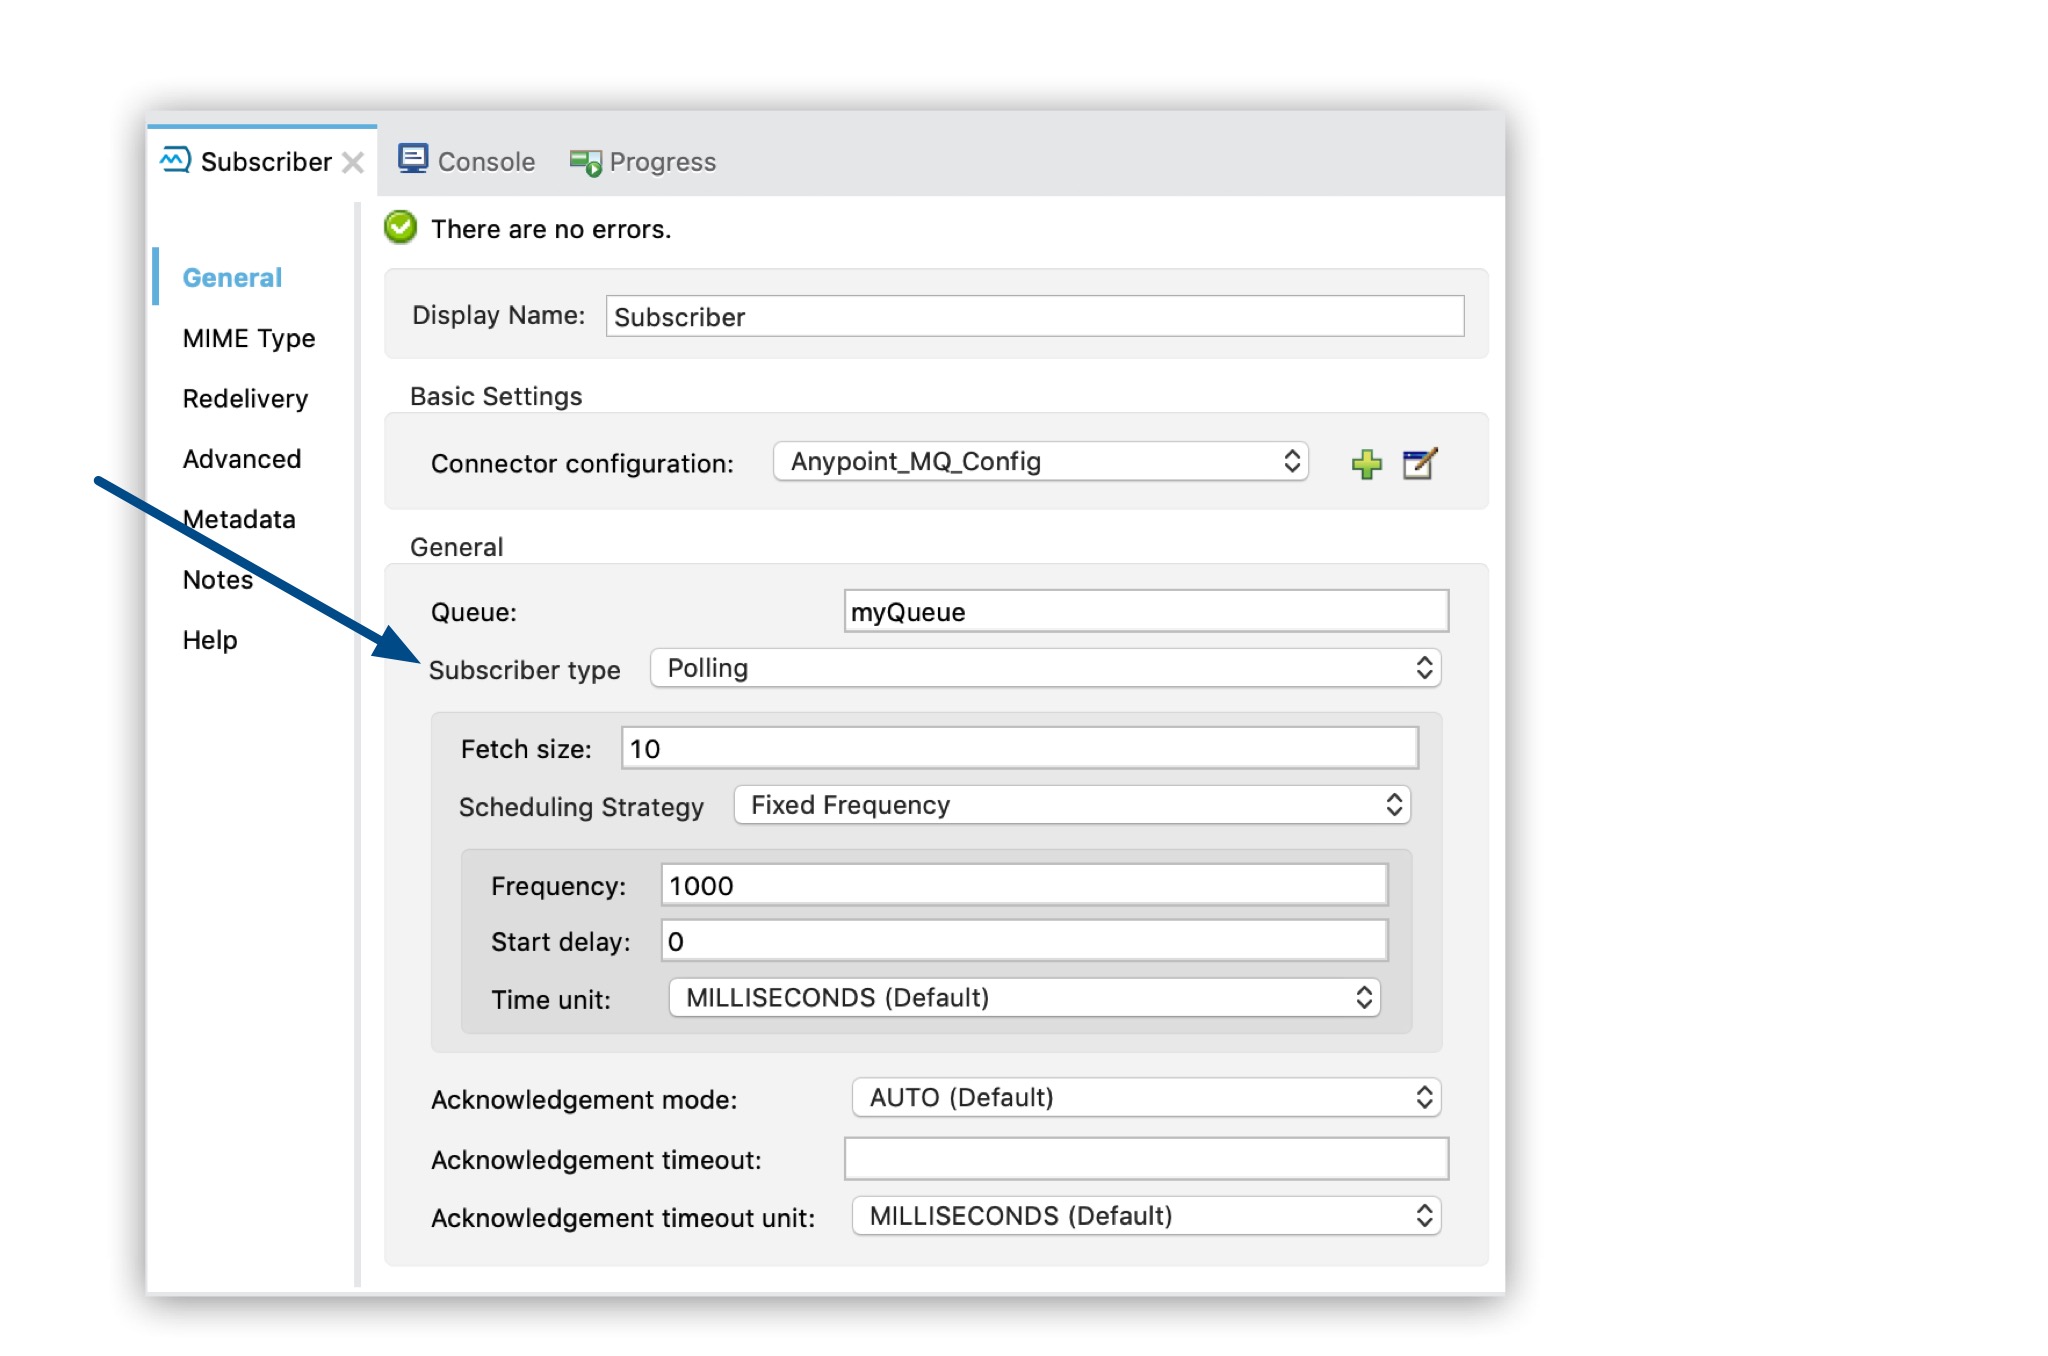 Subscriber
Console
Progress
There are no errors.
General
MIME Type
Redelivery
Advanced
Metadata
Notes
Help
Display Name: Subscriber
Basic Settings
Connector configuration: Anypoint_MQ_Config
General
Queue: myQueue
Subscriber type Polling
Fetch size: 10
Scheduling Strategy Fixed Frequency
Frequency: 1000
Start delay: 0
Time unit: MILLISECONDS (Default)
Acknowledgement mode: AUTO (Default)
Acknowledgement timeout:
Acknowledgement timeout unit: MILLISECONDS (Default)